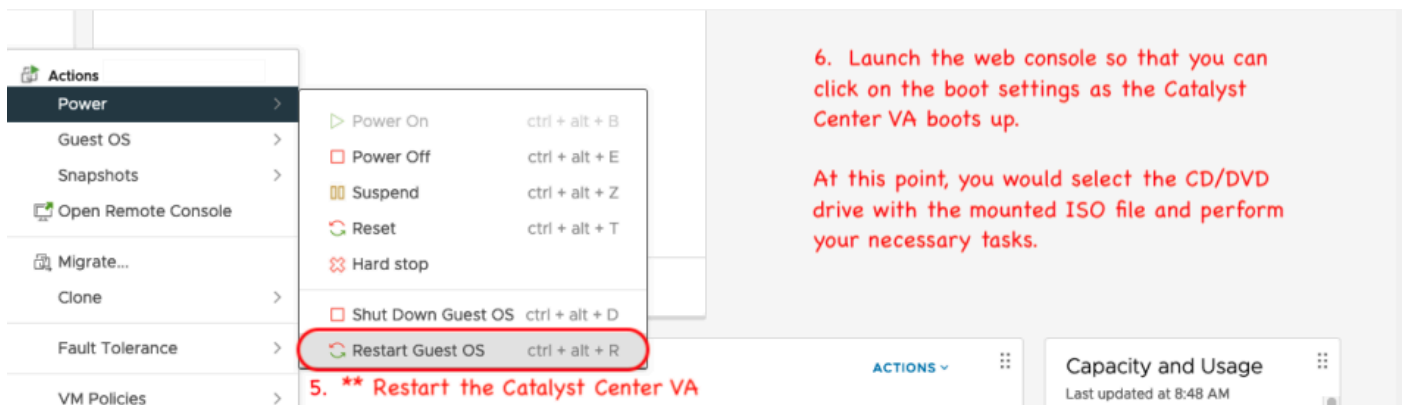 Actions
Power
Guest OS
Snapshots
Open Remote Console
Migrate...
Clone
Fault Tolerance
VM Policies
Power On ctrl + alt + B
Power Off ctrl + alt + E
Suspend ctrl + alt + Z
Reset ctrl + alt + T
Hard stop
Shut Down Guest OS ctrl + alt + D
Restart Guest OS ctrl + alt + R
5. ** Restart the Catalyst Center VA
6. Launch the web console so that you can
click on the boot settings as the Catalyst
Center VA boots up.
At this point, you would select the CD/DVD
drive with the mounted ISO file and perform
your necessary tasks.
ACTIONS
Capacity and Usage
Last updated at 8:48 AM